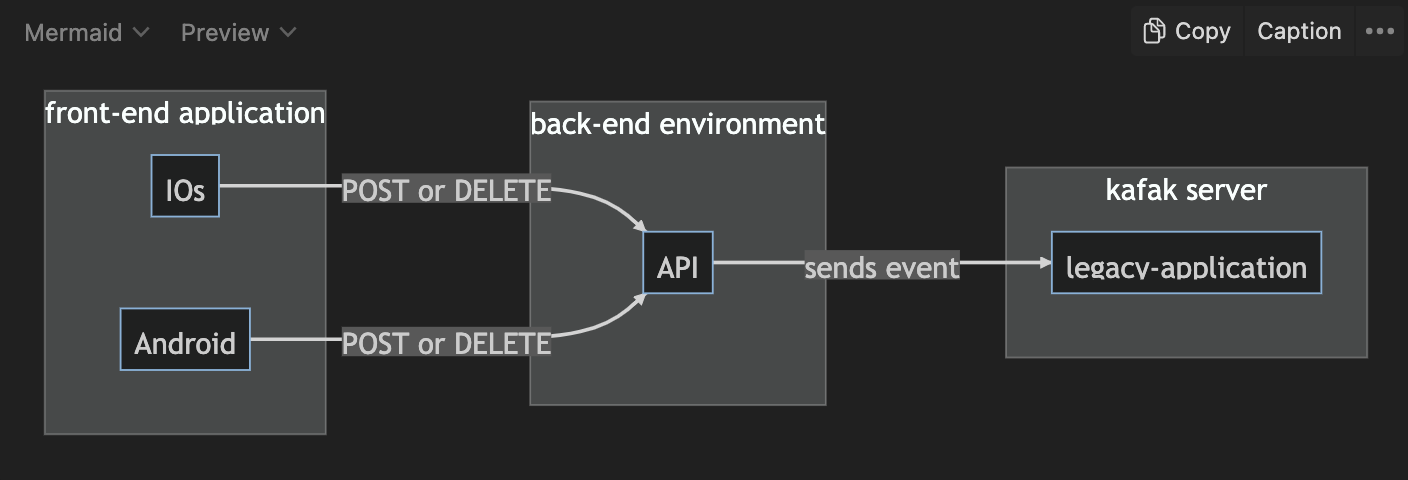 Mermaid Preview Copy Caption
front-end application
back-end environment
kafak server
IOs
POST or DELETE
API
sends event
legacy-application
Android
POST or DELETE